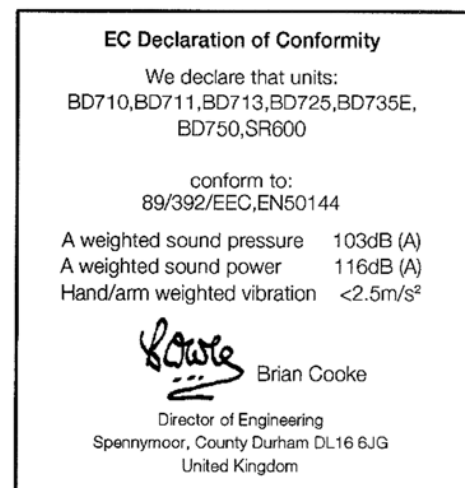 EC Declaration of Conformity
We declare that units:
BD710,BD711,BD713,BD725,BD735E,
BD750,SR600
conform to:
89/392/EEC,EN50144
A weighted sound pressure 103dB (A)
A weighted sound power 116dB (A)
Hand/arm weighted vibration <2.5m/s²
Brian Cooke
Director of Engineering
Spennymoor, County Durham DL16 6JG
United Kingdom